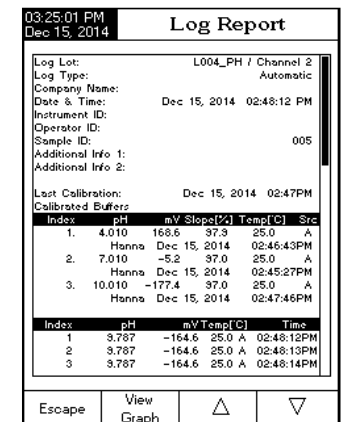 03:25:01 PM
Dec 15, 2014
Log Report
Log Lot: L004_PH / Channel 2
Log Type: Automatic
Company Name:
Date & Time: Dec 15, 2014 02:48:12 PM
Instrument ID:
Operator ID:
Sample ID: 005
Additional Info 1:
Additional Info 2:
Last Calibration: Dec 15, 2014 02:47PM
Calibrated Buffers
Index pH mV Slope[%] Temp[°C] Src
1. 4.010 168.6 97.9 25.0 A
Hanna Dec 15, 2014 02:46:43PM
2. 7.010 -5.2 97.0 25.0 A
Hanna Dec 15, 2014 02:45:27PM
3. 10.010 -177.4 97.0 25.0 A
Hanna Dec 15, 2014 02:47:46PM
Index pH mV Temp[°C] Time
1 9.787 -164.6 25.0 A 02:48:12PM
2 9.787 -164.6 25.0 A 02:48:13PM
3 9.787 -164.6 25.0 A 02:48:14PM
Escape
View
Graph